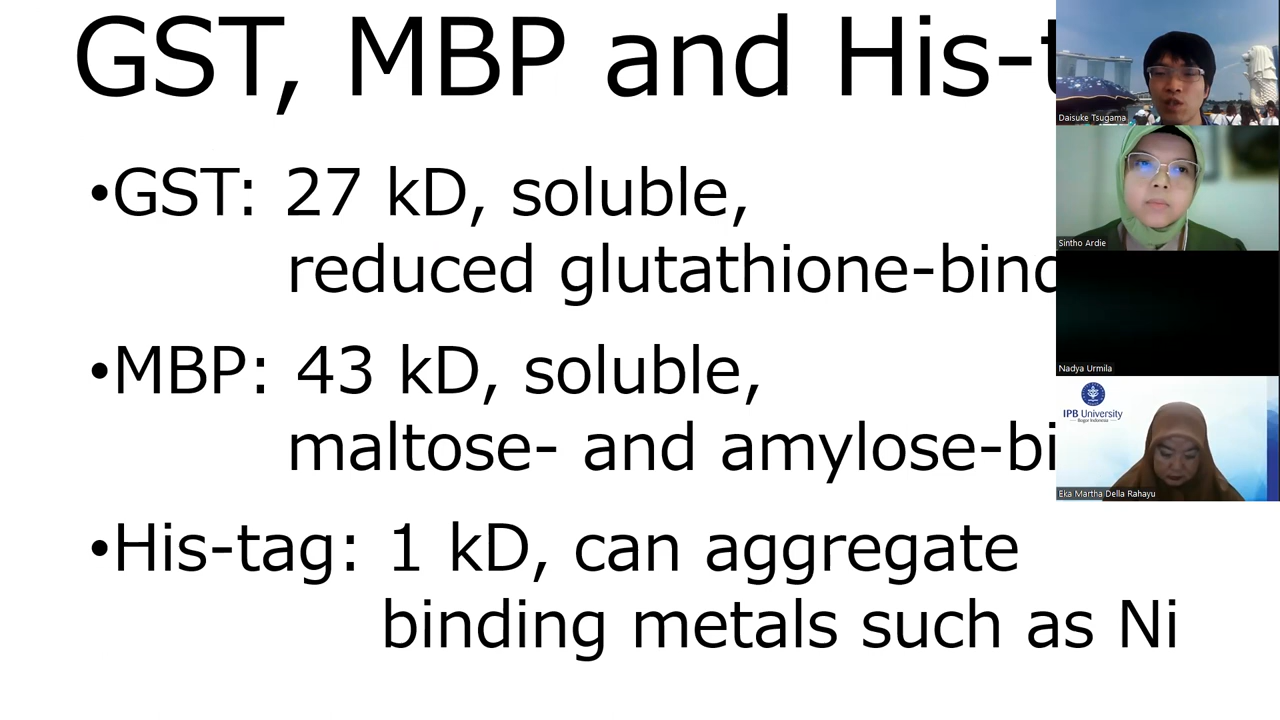 GST, MBP and His-t
•GST: 27 kD, soluble,
reduced glutathione-bind
•MBP: 43 kD, soluble,
maltose- and amylose-bi
•His-tag: 1 kD, can aggregate
binding metals such as Ni
Daisuke Tsugama
Sintho Ardie
Nadya Urmila
IPB University
Bogor Indonesia
Eka Martha Della Rahayu